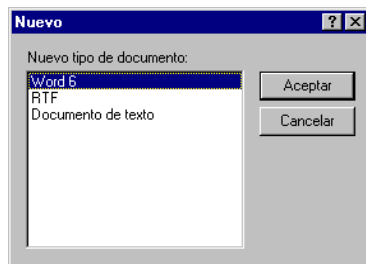 Nuevo
Nuevo tipo de documento:
Word 6
RTF
Documento de texto
Aceptar
Cancelar